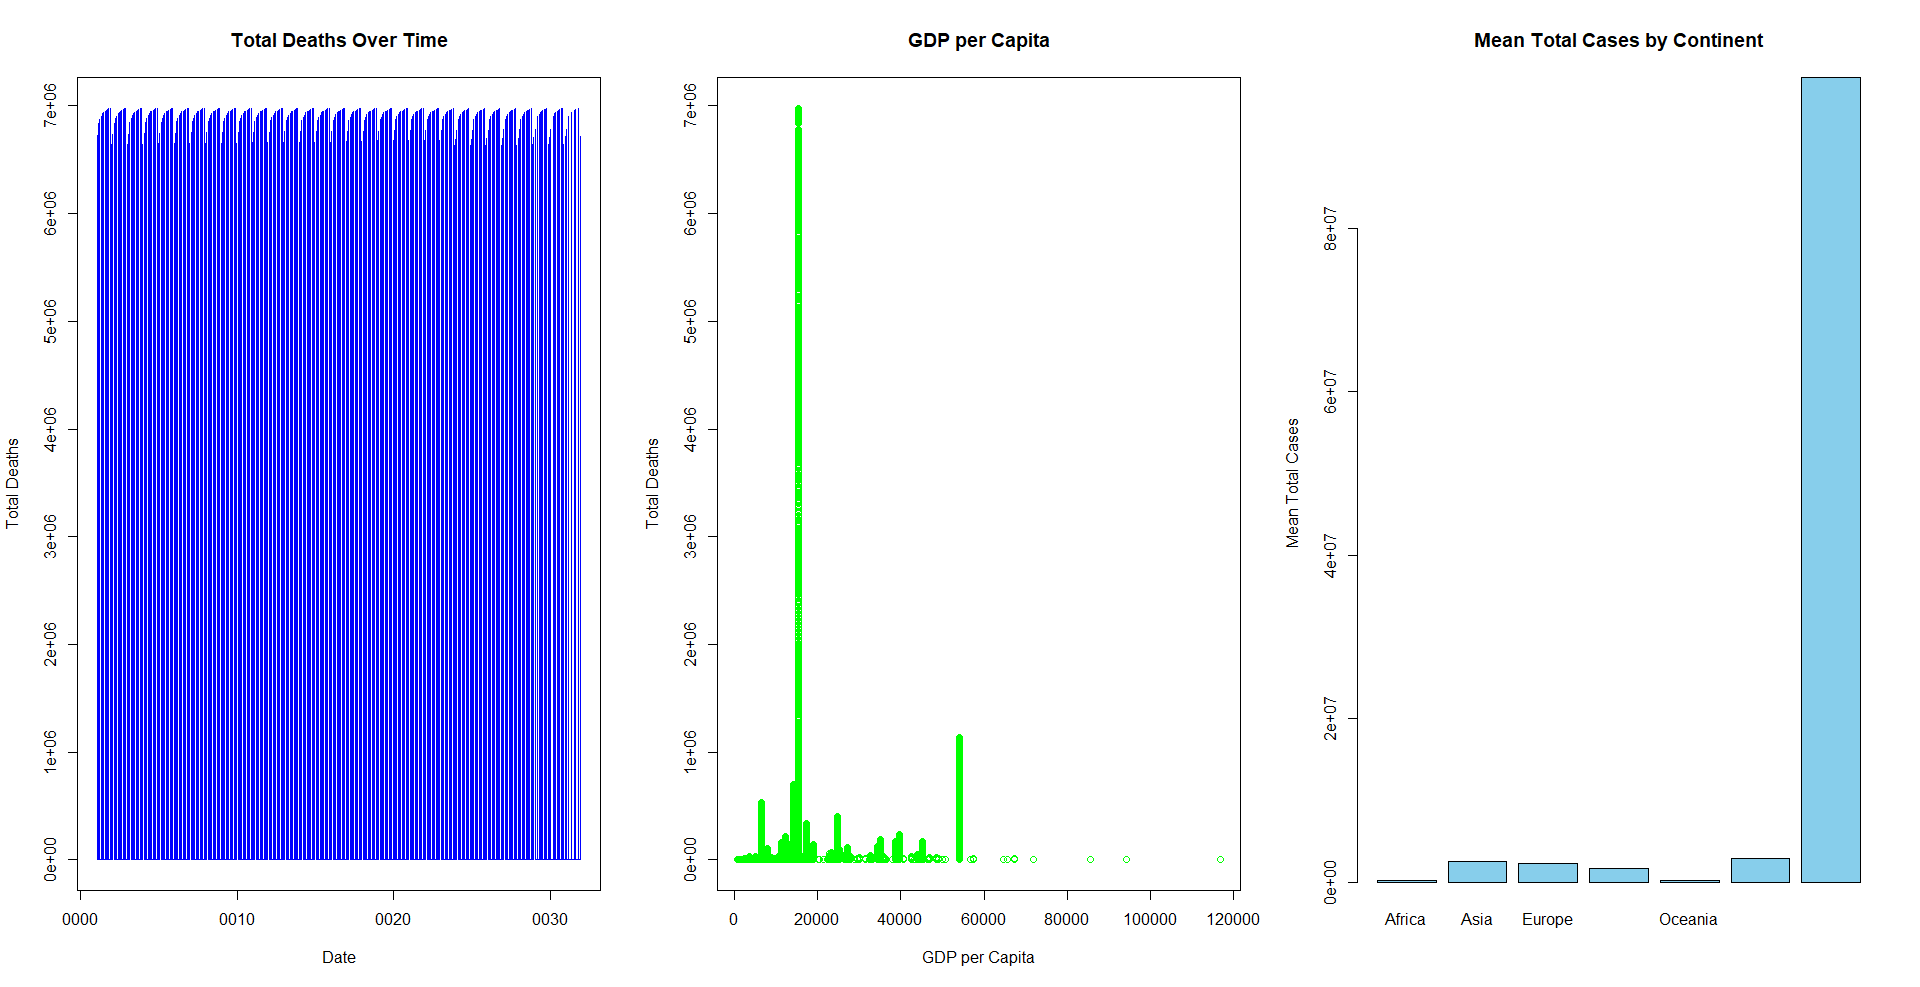 Total Deaths Over Time
Total Deaths
0e+00
1e+06
2e+06
3e+06
4e+06
5e+06
6e+06
7e+06
0000 0010 0020 0030
Date
GDP per Capita
Total Deaths
0e+00
1e+06
2e+06
3e+06
4e+06
5e+06
6e+06
7e+06
0 20000 40000 60000 80000 100000 120000
GDP per Capita
Mean Total Cases by Continent
Mean Total Cases
0e+00
2e+07
4e+07
6e+07
8e+07
Africa Asia Europe Oceania